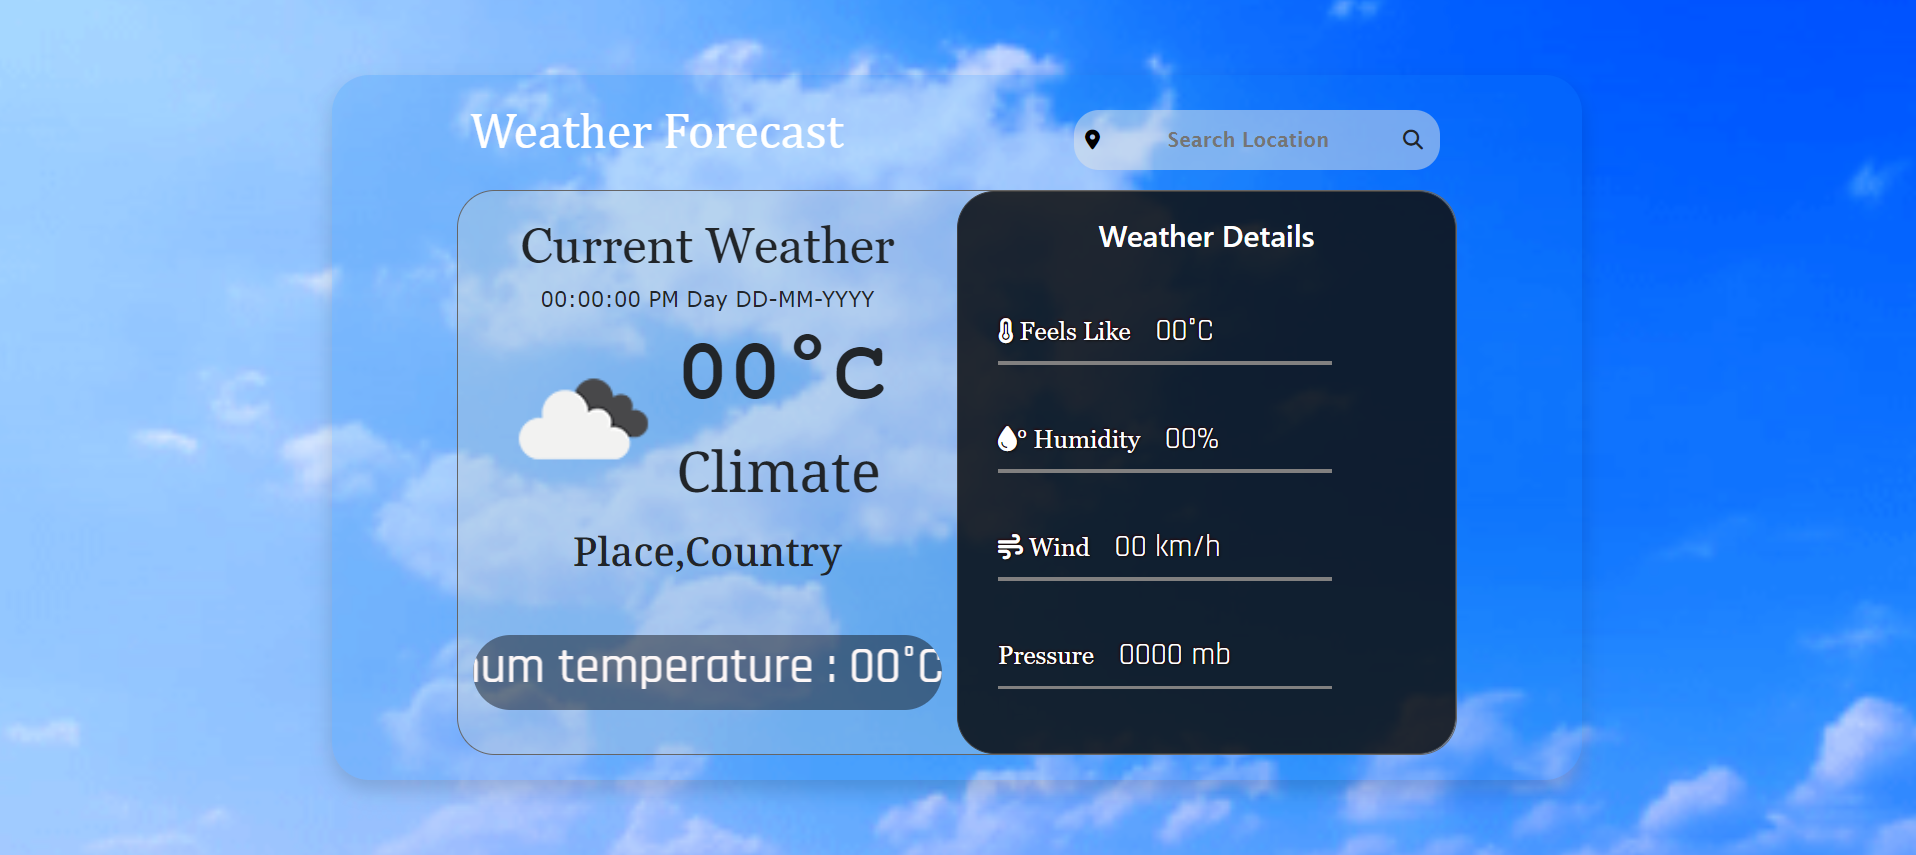 Weather Forecast
Search Location
Current Weather
00:00:00 PM Day DD-MM-YYYY
00°C
Climate
Place,Country
temperature : 00°C
Weather Details
Feels Like 00°C
Humidity 00%
Wind 00 km/h
Pressure 0000 mb